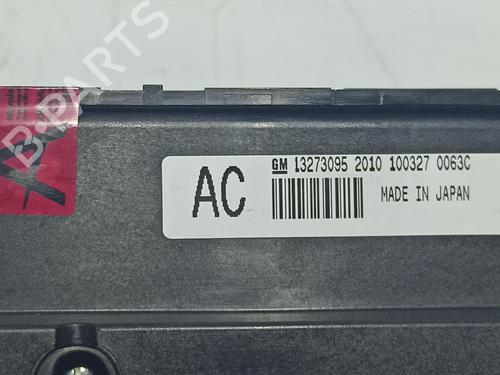 B-PARTS
GM 13273095 2010 100327 0063C
AC
MADE IN JAPAN